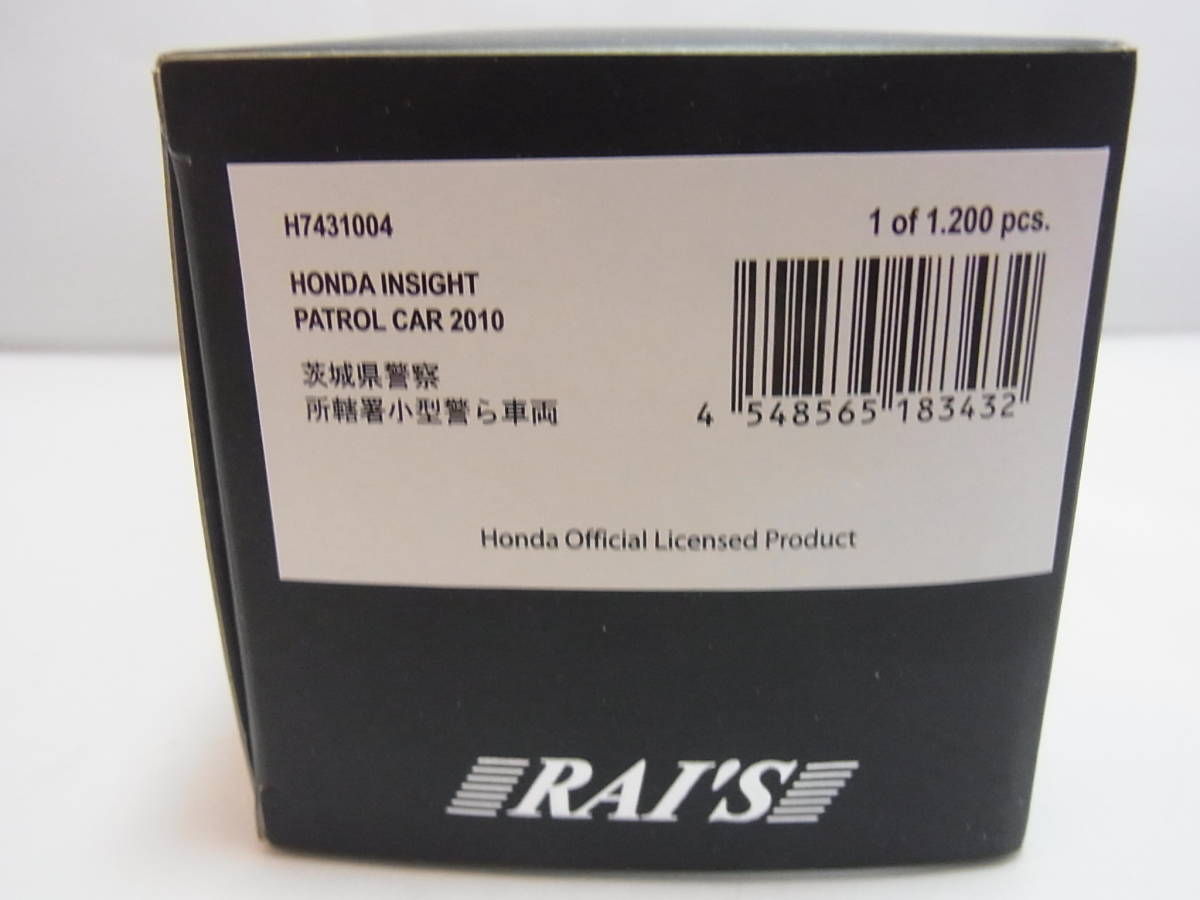 H7431004
1 of 1.200 pcs.
HONDA INSIGHT
PATROL CAR 2010
茨城県警察
所轄署小型警ら車両
4 548565 183432
Honda Official Licensed Product
RAI'S